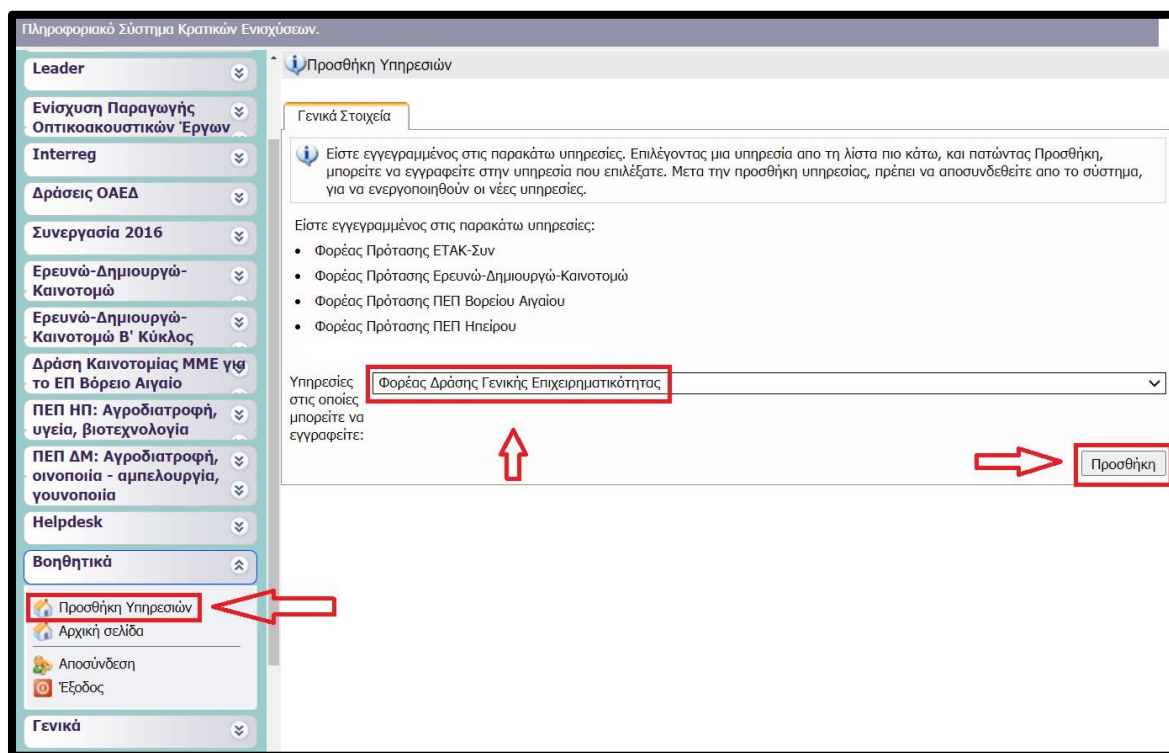 Πληροφοριακό Σύστημα Κρατικών Ενισχύσεων.
Leader
Ενίσχυση Παραγωγής
Οπτικοακουστικών Έργων
Interreg
Δράσεις ΟΑΕΔ
Συνεργασία 2016
Ερευνώ-Δημιουργώ-
Καινοτομώ
Ερευνώ-Δημιουργώ-
Καινοτομώ Β' Κύκλος
Δράση Καινοτομίας ΜΜΕ για
το ΕΠ Βόρειο Αιγαίο
ΠΕΠ ΗΠ: Αγροδιατροφή,
υγεία, βιοτεχνολογία
ΠΕΠ ΔΜ: Αγροδιατροφή,
οινοποιία - αμπελουργία,
γουνοποιία
Helpdesk
Βοηθητικά
Προσθήκη Υπηρεσιών
Αρχική σελίδα
Αποσύνδεση
Έξοδος
Γενικά
Προσθήκη Υπηρεσιών
Γενικά Στοιχεία
Είστε εγγεγραμμένος στις παρακάτω υπηρεσίες. Επιλέγοντας μια υπηρεσία απο τη λίστα πιο κάτω, και πατώντας Προσθήκη,
μπορείτε να εγγραφείτε στην υπηρεσία που επιλέξατε. Μετα την προσθήκη υπηρεσίας, πρέπει να αποσυνδεθείτε απο το σύστημα,
για να ενεργοποιηθούν οι νέες υπηρεσίες.
Είστε εγγεγραμμένος στις παρακάτω υπηρεσίες:
• Φορέας Πρότασης ΕΤΑΚ-Συν
• Φορέας Πρότασης Ερευνώ-Δημιουργώ-Καινοτομώ
• Φορέας Πρότασης ΠΕΠ Βορείου Αιγαίου
• Φορέας Πρότασης ΠΕΠ Ηπείρου
Υπηρεσίες
στις οποίες
μπορείτε να
εγγραφείτε:
Φορέας Δράσης Γενικής Επιχειρηματικότητας
Προσθήκη